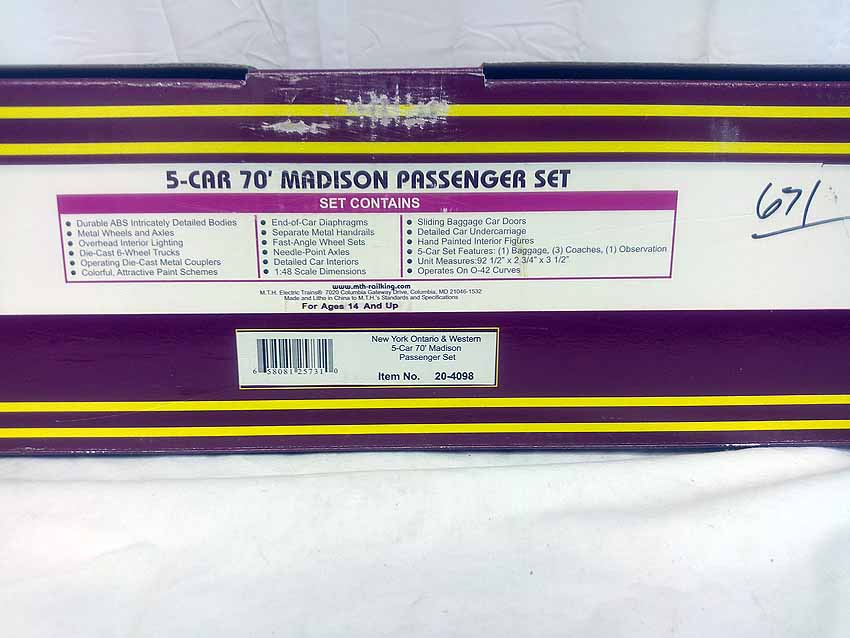 5-CAR 70' MADISON PASSENGER SET
671
SET CONTAINS
• Durable ABS Intricately Detailed Bodies
• Metal Wheels and Axles
• Overhead Interior Lighting
• Die-Cast 6-Wheel Trucks
• Operating Die-Cast Metal Couplers
• Colorful, Attractive Paint Schemes
• End-of-Car Diaphragms
• Separate Metal Handrails
• Fast-Angle Wheel Sets
• Needle-Point Axles
• Detailed Car Interiors
• 1:48 Scale Dimensions
• Sliding Baggage Car Doors
• Detailed Car Undercarriage
• Hand Painted Interior Figures
• 5-Car Set Features: (1) Baggage, (3) Coaches, (1) Observation
• Unit Measures:92 1/2" x 2 3/4" x 3 1/2"
• Operates On O-42 Curves
www.mth-railking.com
M.T.H. Electric Trains® 7020 Columbia Gateway Drive, Columbia, MD 21046-1532
Made and Litho in China to M.T.H.'s Standards and Specifications
For Ages 14 And Up
New York Ontario & Western
5-Car 70' Madison
Passenger Set
6 58081 25731 0
Item No. 20-4098